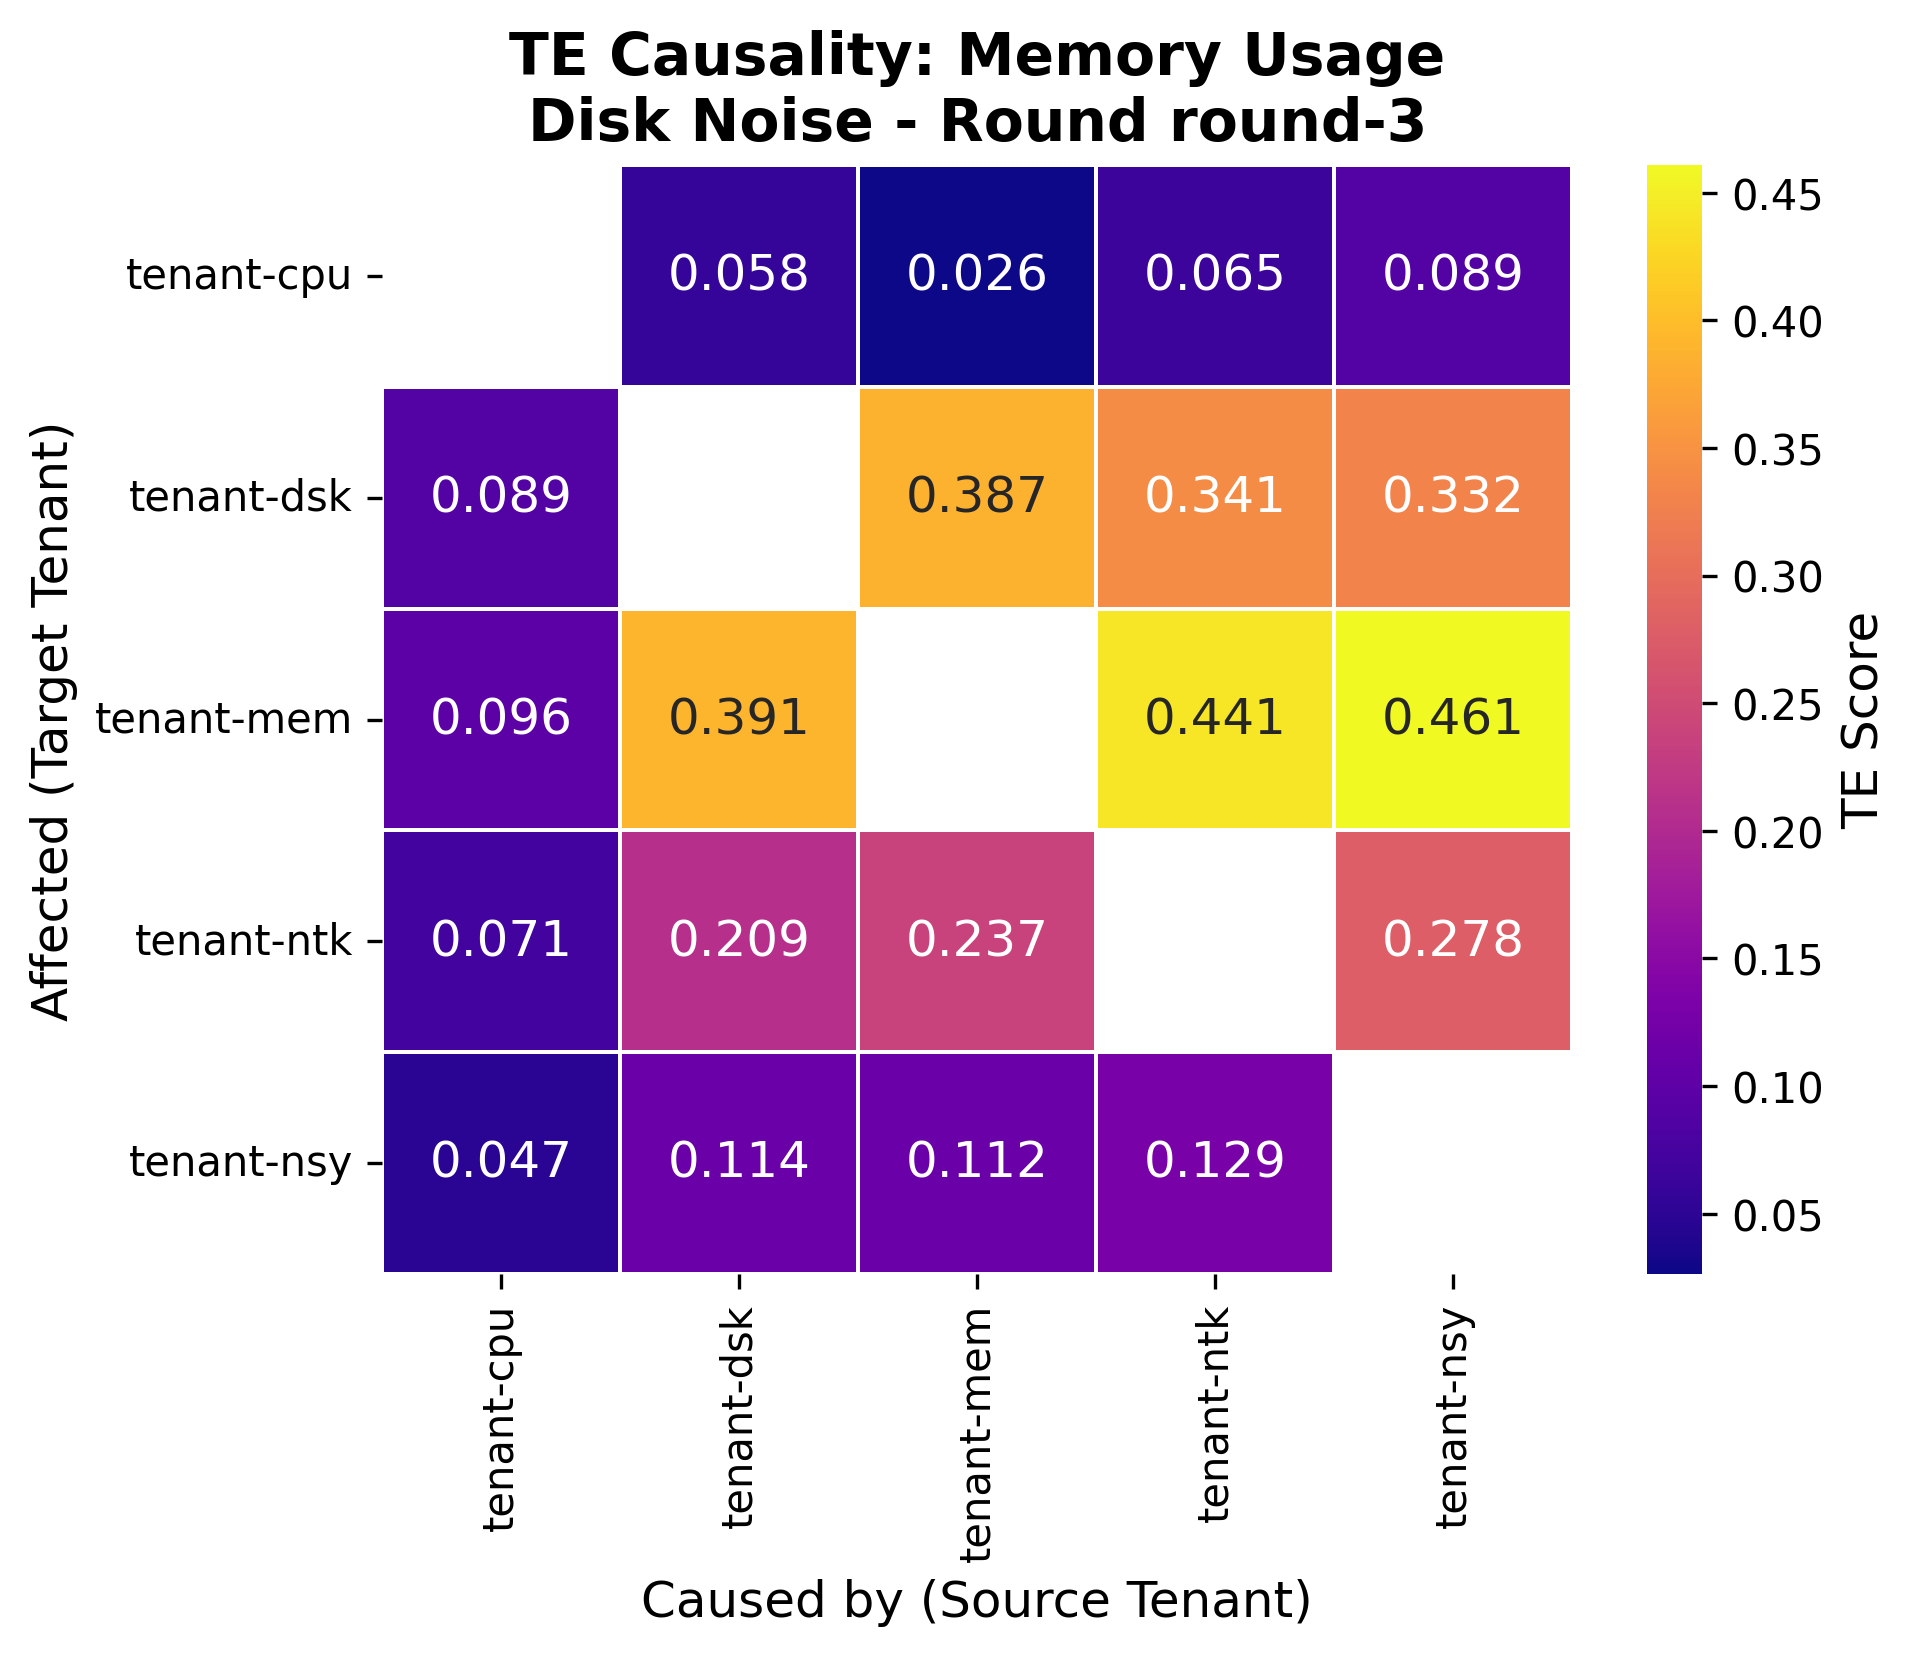 TE Causality: Memory Usage
Disk Noise - Round round-3
tenant-cpu
0.058 0.026 0.065 0.089
tenant-dsk
0.089 0.387 0.341 0.332
tenant-mem
0.096 0.391 0.441 0.461
tenant-ntk
0.071 0.209 0.237 0.278
tenant-nsy
0.047 0.114 0.112 0.129
Affected (Target Tenant)
tenant-cpu
tenant-dsk
tenant-mem
tenant-ntk
tenant-nsy
Caused by (Source Tenant)
0.45
0.40
0.35
0.30
0.25
0.20
0.15
0.10
0.05
TE Score